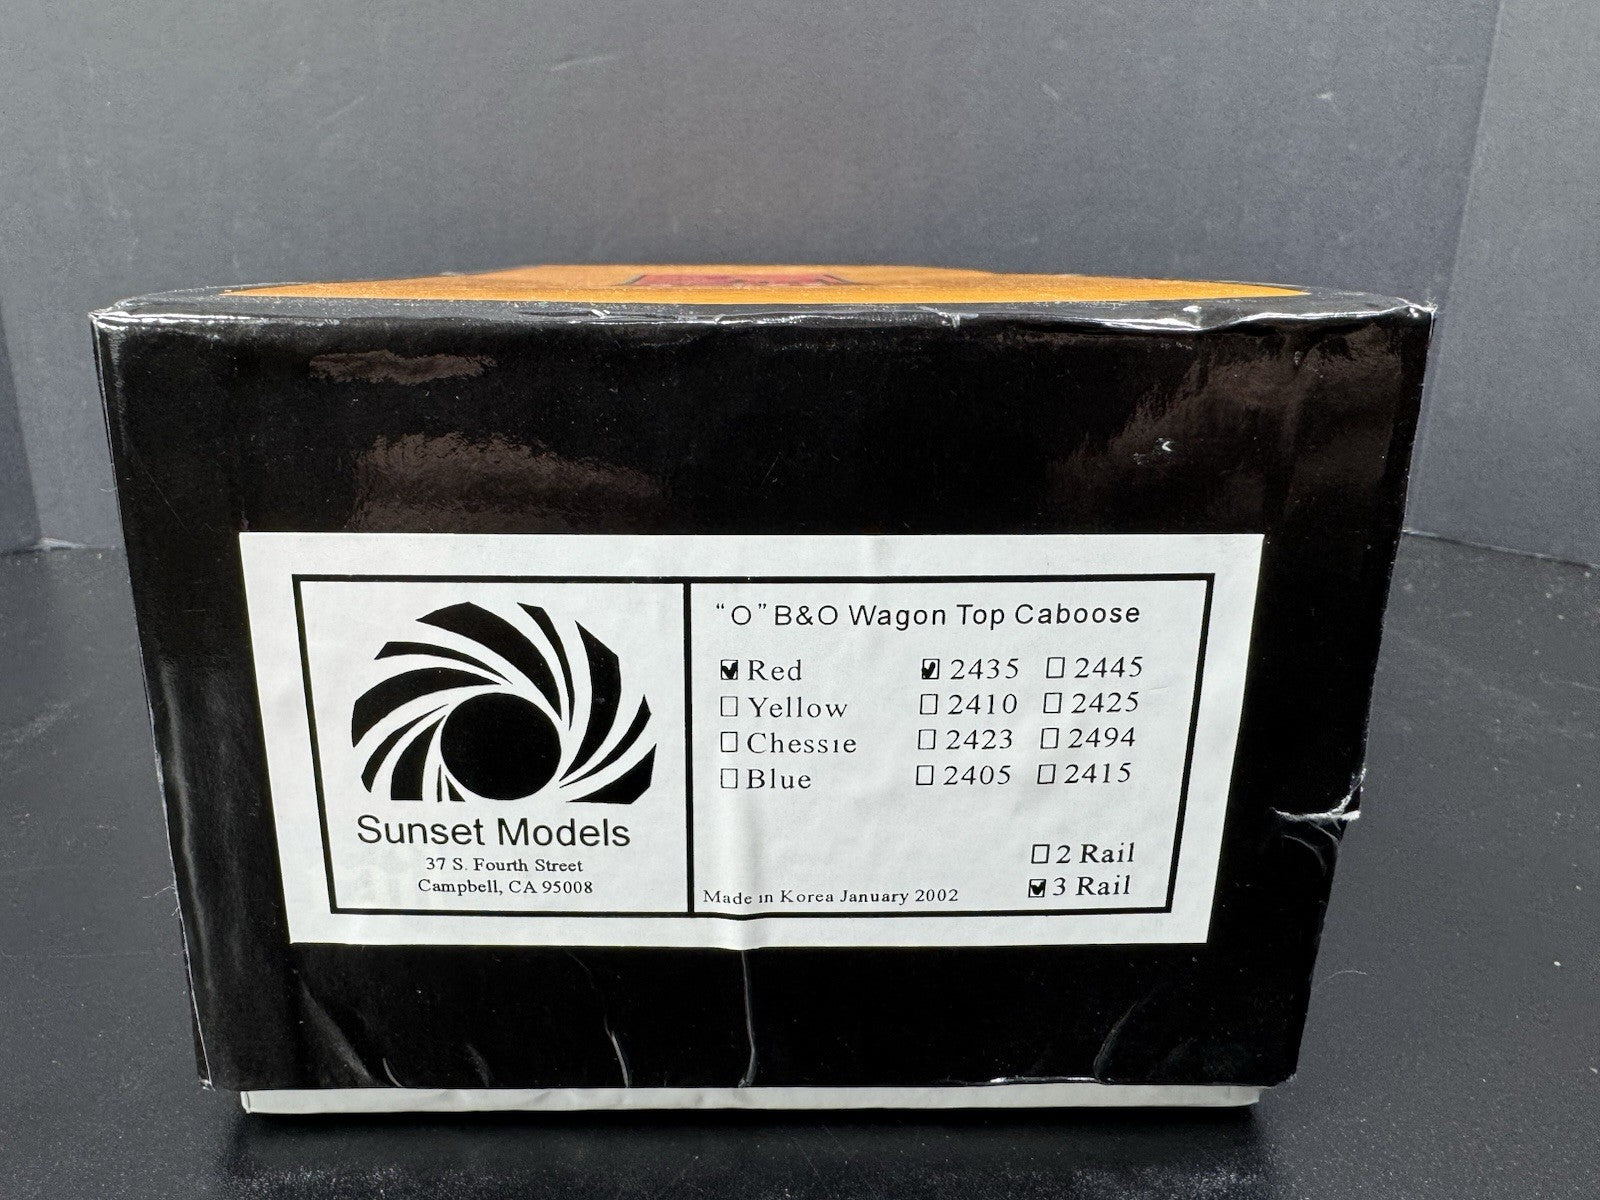 "O" B&O Wagon Top Caboose
Red 2435 2445
Yellow 2410 2425
Chessie 2423 2494
Blue 2405 2415
2 Rail
3 Rail
Made in Korea January 2002
Sunset Models
37 S. Fourth Street
Campbell, CA 95008